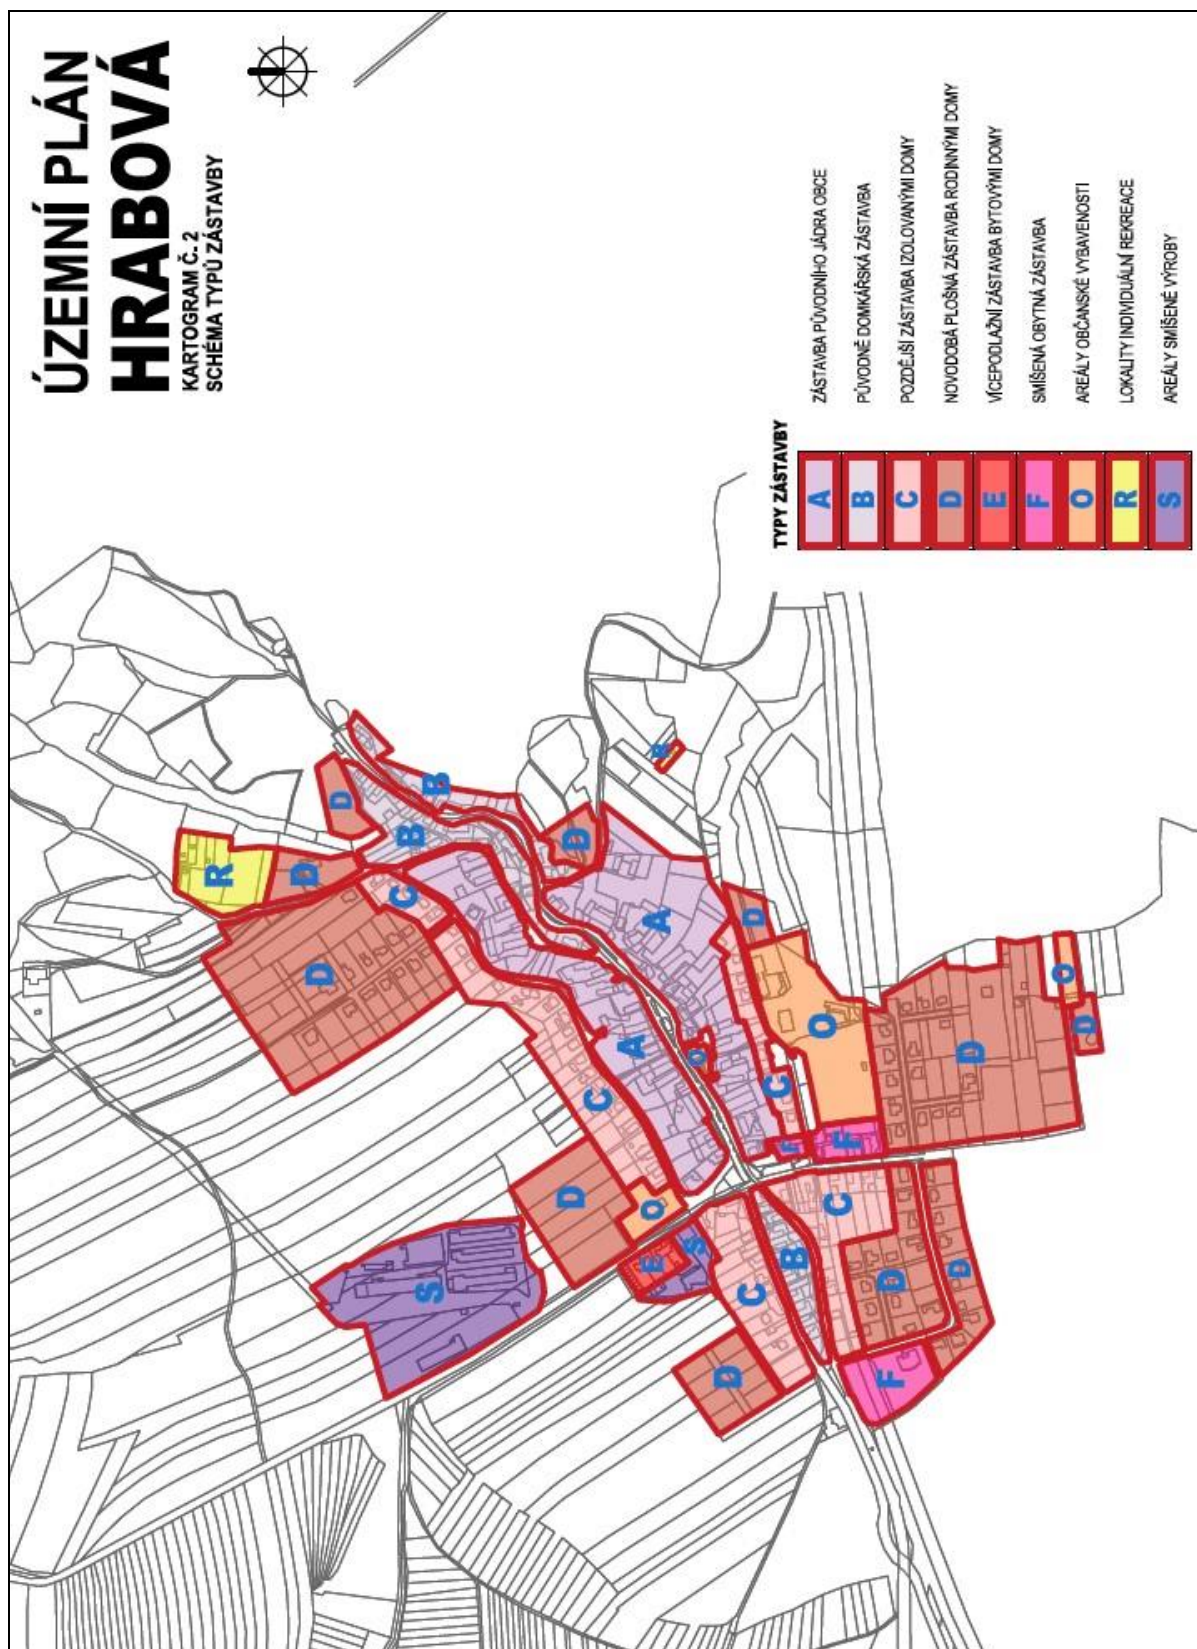 ÚZEMNÍ PLÁN
HRABOVÁ
KARTOGRAM Č. 2
SCHÉMA TYPŮ ZÁSTAVBY
TYPY ZÁSTAVBY
A ZÁSTAVBA PŮVODNÍHO JÁDRA OBCE
B PŮVODNĚ DOMKÁŘSKÁ ZÁSTAVBA
C POZDĚJŠÍ ZÁSTAVBA IZOLOVANÝMI DOMY
D NOVODOBÁ PLOŠNÁ ZÁSTAVBA RODINNÝMI DOMY
E VÍCEPODLAŽNÍ ZÁSTAVBA BYTOVÝMI DOMY
F SMÍŠENÁ OBYTNÁ ZÁSTAVBA
O AREÁLY OBČANSKÉ VYBAVENOSTI
R LOKALITY INDIVIDUÁLNÍ REKREACE
S AREÁLY SMÍŠENÉ VÝROBY
R
D
D
D
C
B
B
D
R
A
A
C
D
O
S
E
S
C
D
B
C
D
D
F
F
F
C
O
O
D
D
O
D